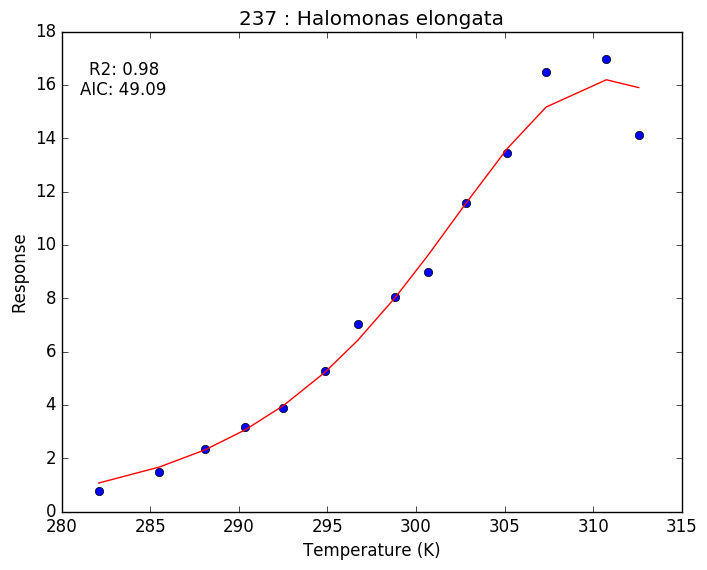 237 : Halomonas elongata
R2: 0.98
AIC: 49.09
18
16
14
12
10
8
6
4
2
0
Response
280 285 290 295 300 305 310 315
Temperature (K)